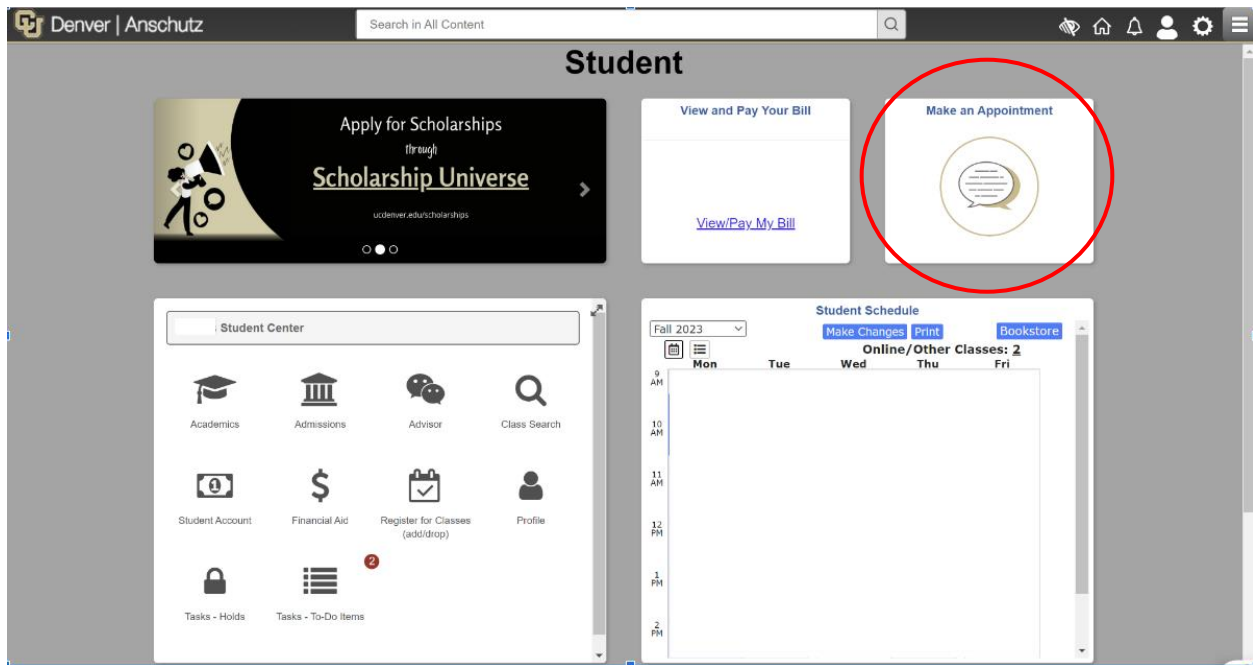 Denver | Anschutz
Search in All Content
Student
Apply for Scholarships
through
Scholarship Universe
ucdenver.edu/scholarships
View and Pay Your Bill
View/Pay My Bill
Make an Appointment
Student Center
Academics
Admissions
Advisor
Class Search
Student Account
Financial Aid
Register for Classes
(add/drop)
Profile
2
Tasks - Holds
Tasks - To-Do Items
Student Schedule
Fall 2023
Make Changes Print Bookstore
Online/Other Classes: 2
Mon Tue Wed Thu Fri
9
AM
10
AM
11
AM
12
PM
1
PM
2
PM